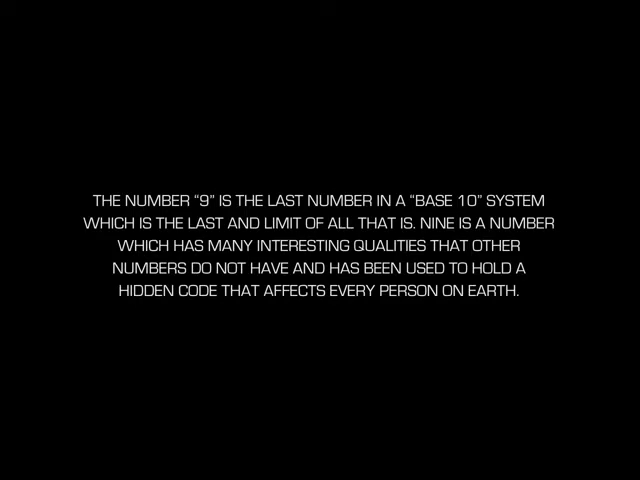 THE NUMBER “9” IS THE LAST NUMBER IN A “BASE 10” SYSTEM
WHICH IS THE LAST AND LIMIT OF ALL THAT IS. NINE IS A NUMBER
WHICH HAS MANY INTERESTING QUALITIES THAT OTHER
NUMBERS DO NOT HAVE AND HAS BEEN USED TO HOLD A
HIDDEN CODE THAT AFFECTS EVERY PERSON ON EARTH.